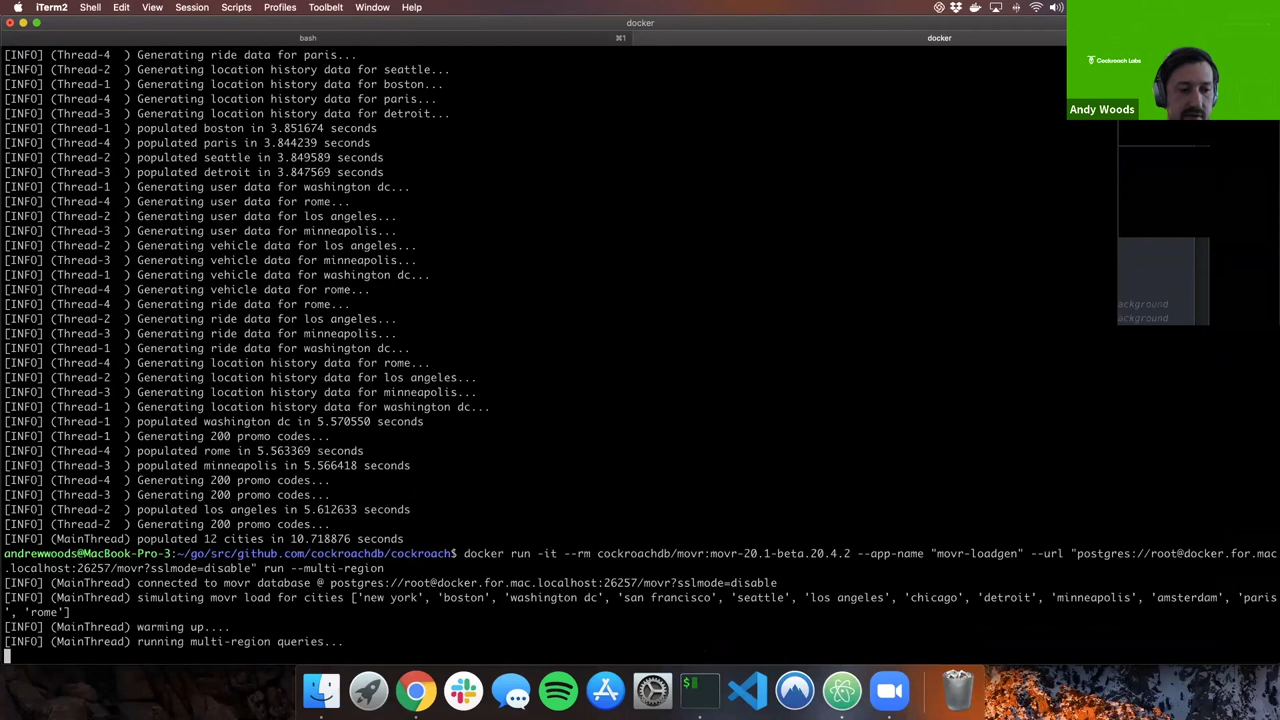 iTerm2 Shell Edit View Session Scripts Profiles Toolbelt Window Help
docker
bash ⌘1 docker
[INFO] (Thread-4 ) Generating ride data for paris...
[INFO] (Thread-2 ) Generating location history data for seattle...
[INFO] (Thread-1 ) Generating location history data for boston...
[INFO] (Thread-4 ) Generating location history data for paris...
[INFO] (Thread-3 ) Generating location history data for detroit...
[INFO] (Thread-1 ) populated boston in 3.851674 seconds
[INFO] (Thread-4 ) populated paris in 3.844239 seconds
[INFO] (Thread-2 ) populated seattle in 3.849589 seconds
[INFO] (Thread-3 ) populated detroit in 3.847569 seconds
[INFO] (Thread-1 ) Generating user data for washington dc...
[INFO] (Thread-4 ) Generating user data for rome...
[INFO] (Thread-2 ) Generating user data for los angeles...
[INFO] (Thread-3 ) Generating user data for minneapolis...
[INFO] (Thread-2 ) Generating vehicle data for los angeles...
[INFO] (Thread-3 ) Generating vehicle data for minneapolis...
[INFO] (Thread-1 ) Generating vehicle data for washington dc...
[INFO] (Thread-4 ) Generating vehicle data for rome...
[INFO] (Thread-4 ) Generating ride data for rome...
[INFO] (Thread-2 ) Generating ride data for los angeles...
[INFO] (Thread-3 ) Generating ride data for minneapolis...
[INFO] (Thread-1 ) Generating ride data for washington dc...
[INFO] (Thread-4 ) Generating location history data for rome...
[INFO] (Thread-2 ) Generating location history data for los angeles...
[INFO] (Thread-3 ) Generating location history data for minneapolis...
[INFO] (Thread-1 ) Generating location history data for washington dc...
[INFO] (Thread-1 ) populated washington dc in 5.570550 seconds
[INFO] (Thread-1 ) Generating 200 promo codes...
[INFO] (Thread-4 ) populated rome in 5.563369 seconds
[INFO] (Thread-3 ) populated minneapolis in 5.566418 seconds
[INFO] (Thread-4 ) Generating 200 promo codes...
[INFO] (Thread-3 ) Generating 200 promo codes...
[INFO] (Thread-2 ) populated los angeles in 5.612633 seconds
[INFO] (Thread-2 ) Generating 200 promo codes...
[INFO] (MainThread) populated 12 cities in 10.718876 seconds
andrewwoods@MacBook-Pro-3:~/go/src/github.com/cockroachdb/cockroach$ docker run -it --rm cockroachdb/movr:movr-20.1-beta.20.4.2 --app-name "movr-loadgen" --url "postgres://root@docker.for.mac
.localhost:26257/movr?sslmode=disable" run --multi-region
[INFO] (MainThread) connected to movr database @ postgres://root@docker.for.mac.localhost:26257/movr?sslmode=disable
[INFO] (MainThread) simulating movr load for cities ['new york', 'boston', 'washington dc', 'san francisco', 'seattle', 'los angeles', 'chicago', 'detroit', 'minneapolis', 'amsterdam', 'paris
', 'rome']
[INFO] (MainThread) warming up....
[INFO] (MainThread) running multi-region queries...
Cockroach Labs
Andy Woods
ackground
ackground